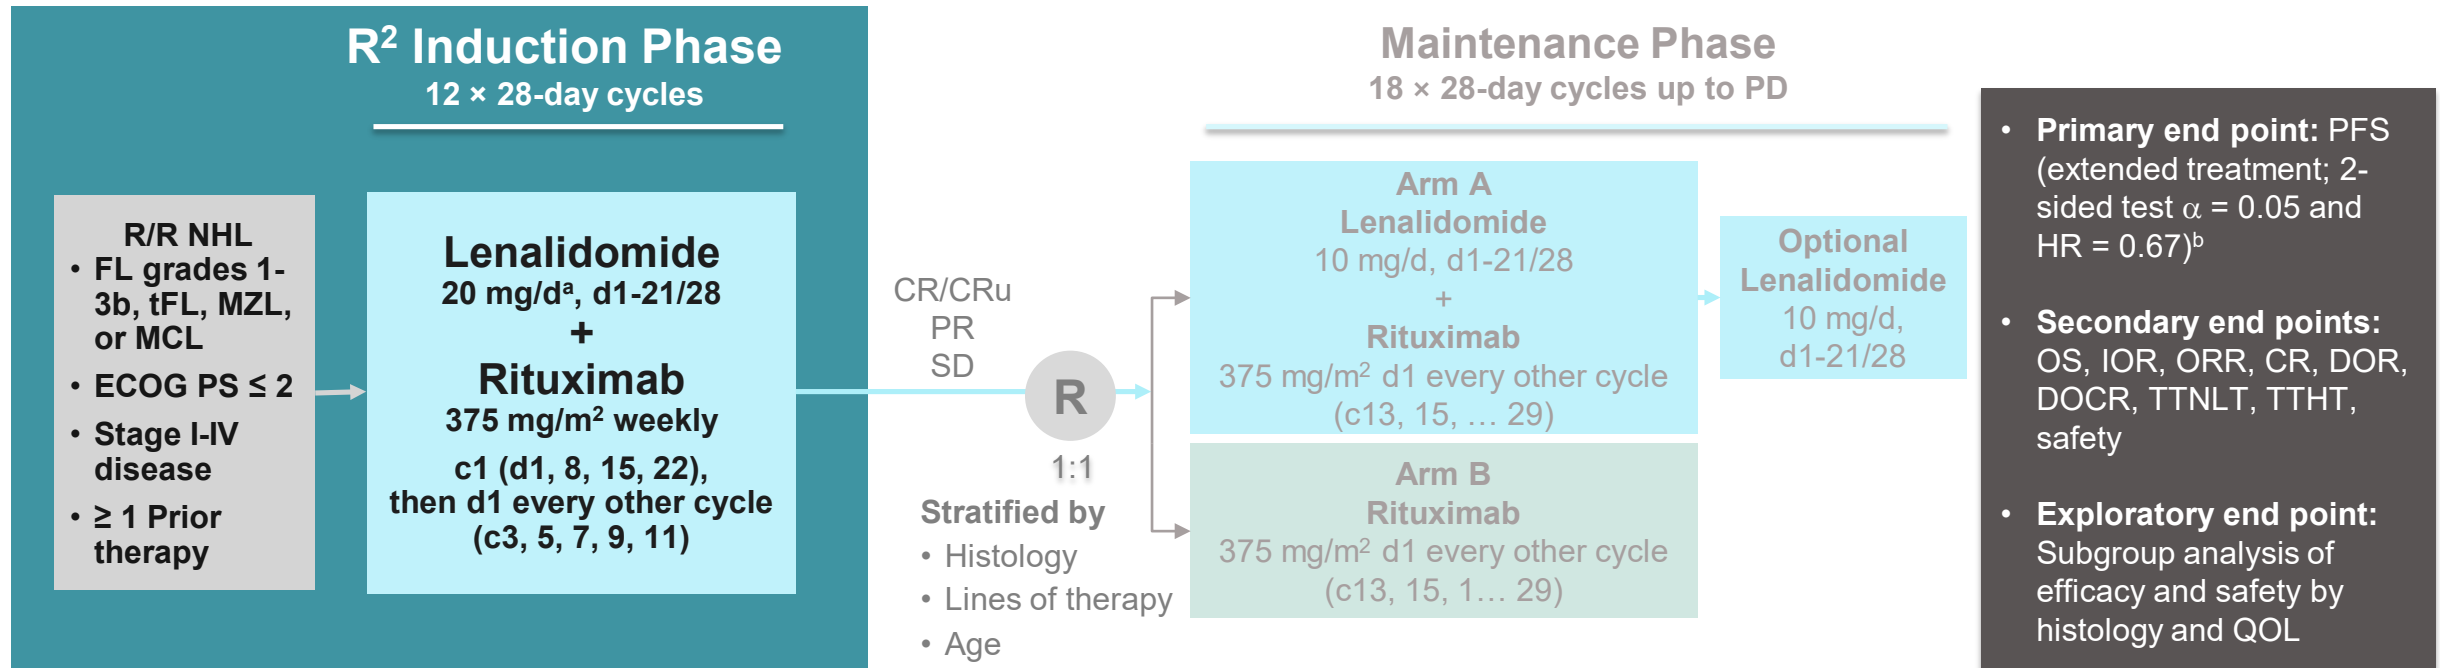 R² Induction Phase
12 × 28-day cycles
R/R NHL
• FL grades 1-
3b, tFL, MZL,
or MCL
• ECOG PS ≤ 2
• Stage I-IV
disease
• ≥ 1 Prior
therapy
Lenalidomide
20 mg/dᵃ, d1-21/28
+
Rituximab
375 mg/m² weekly
c1 (d1, 8, 15, 22),
then d1 every other cycle
(c3, 5, 7, 9, 11)
CR/CRu
PR
SD
R
1:1
Stratified by
• Histology
• Lines of therapy
• Age
Maintenance Phase
18 × 28-day cycles up to PD
Arm A
Lenalidomide
10 mg/d, d1-21/28
+
Rituximab
375 mg/m² d1 every other cycle
(c13, 15, … 29)
Arm B
Rituximab
375 mg/m² d1 every other cycle
(c13, 15, 1… 29)
Optional
Lenalidomide
10 mg/d,
d1-21/28
• Primary end point: PFS
(extended treatment; 2-
sided test α = 0.05 and
HR = 0.67)ᵇ
• Secondary end points:
OS, IOR, ORR, CR, DOR,
DOCR, TTNLT, TTHT,
safety
• Exploratory end point:
Subgroup analysis of
efficacy and safety by
histology and QOL